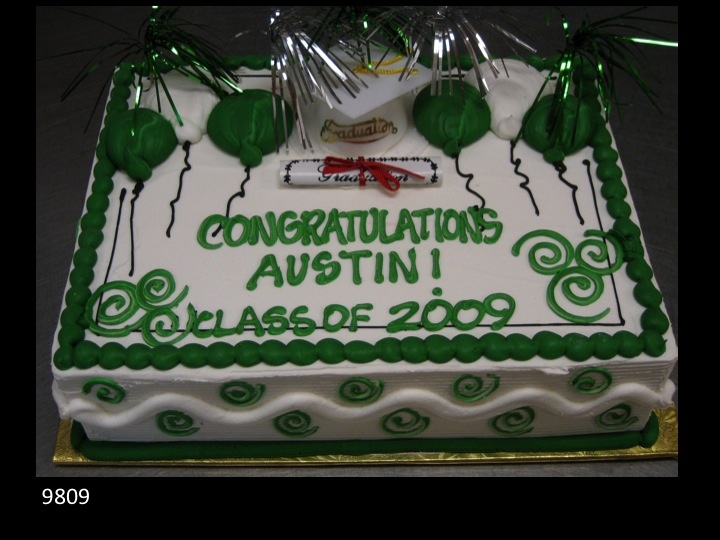 Graduation
Graduation
CONGRATULATIONS
AUSTIN!
CLASS OF 2009
9809